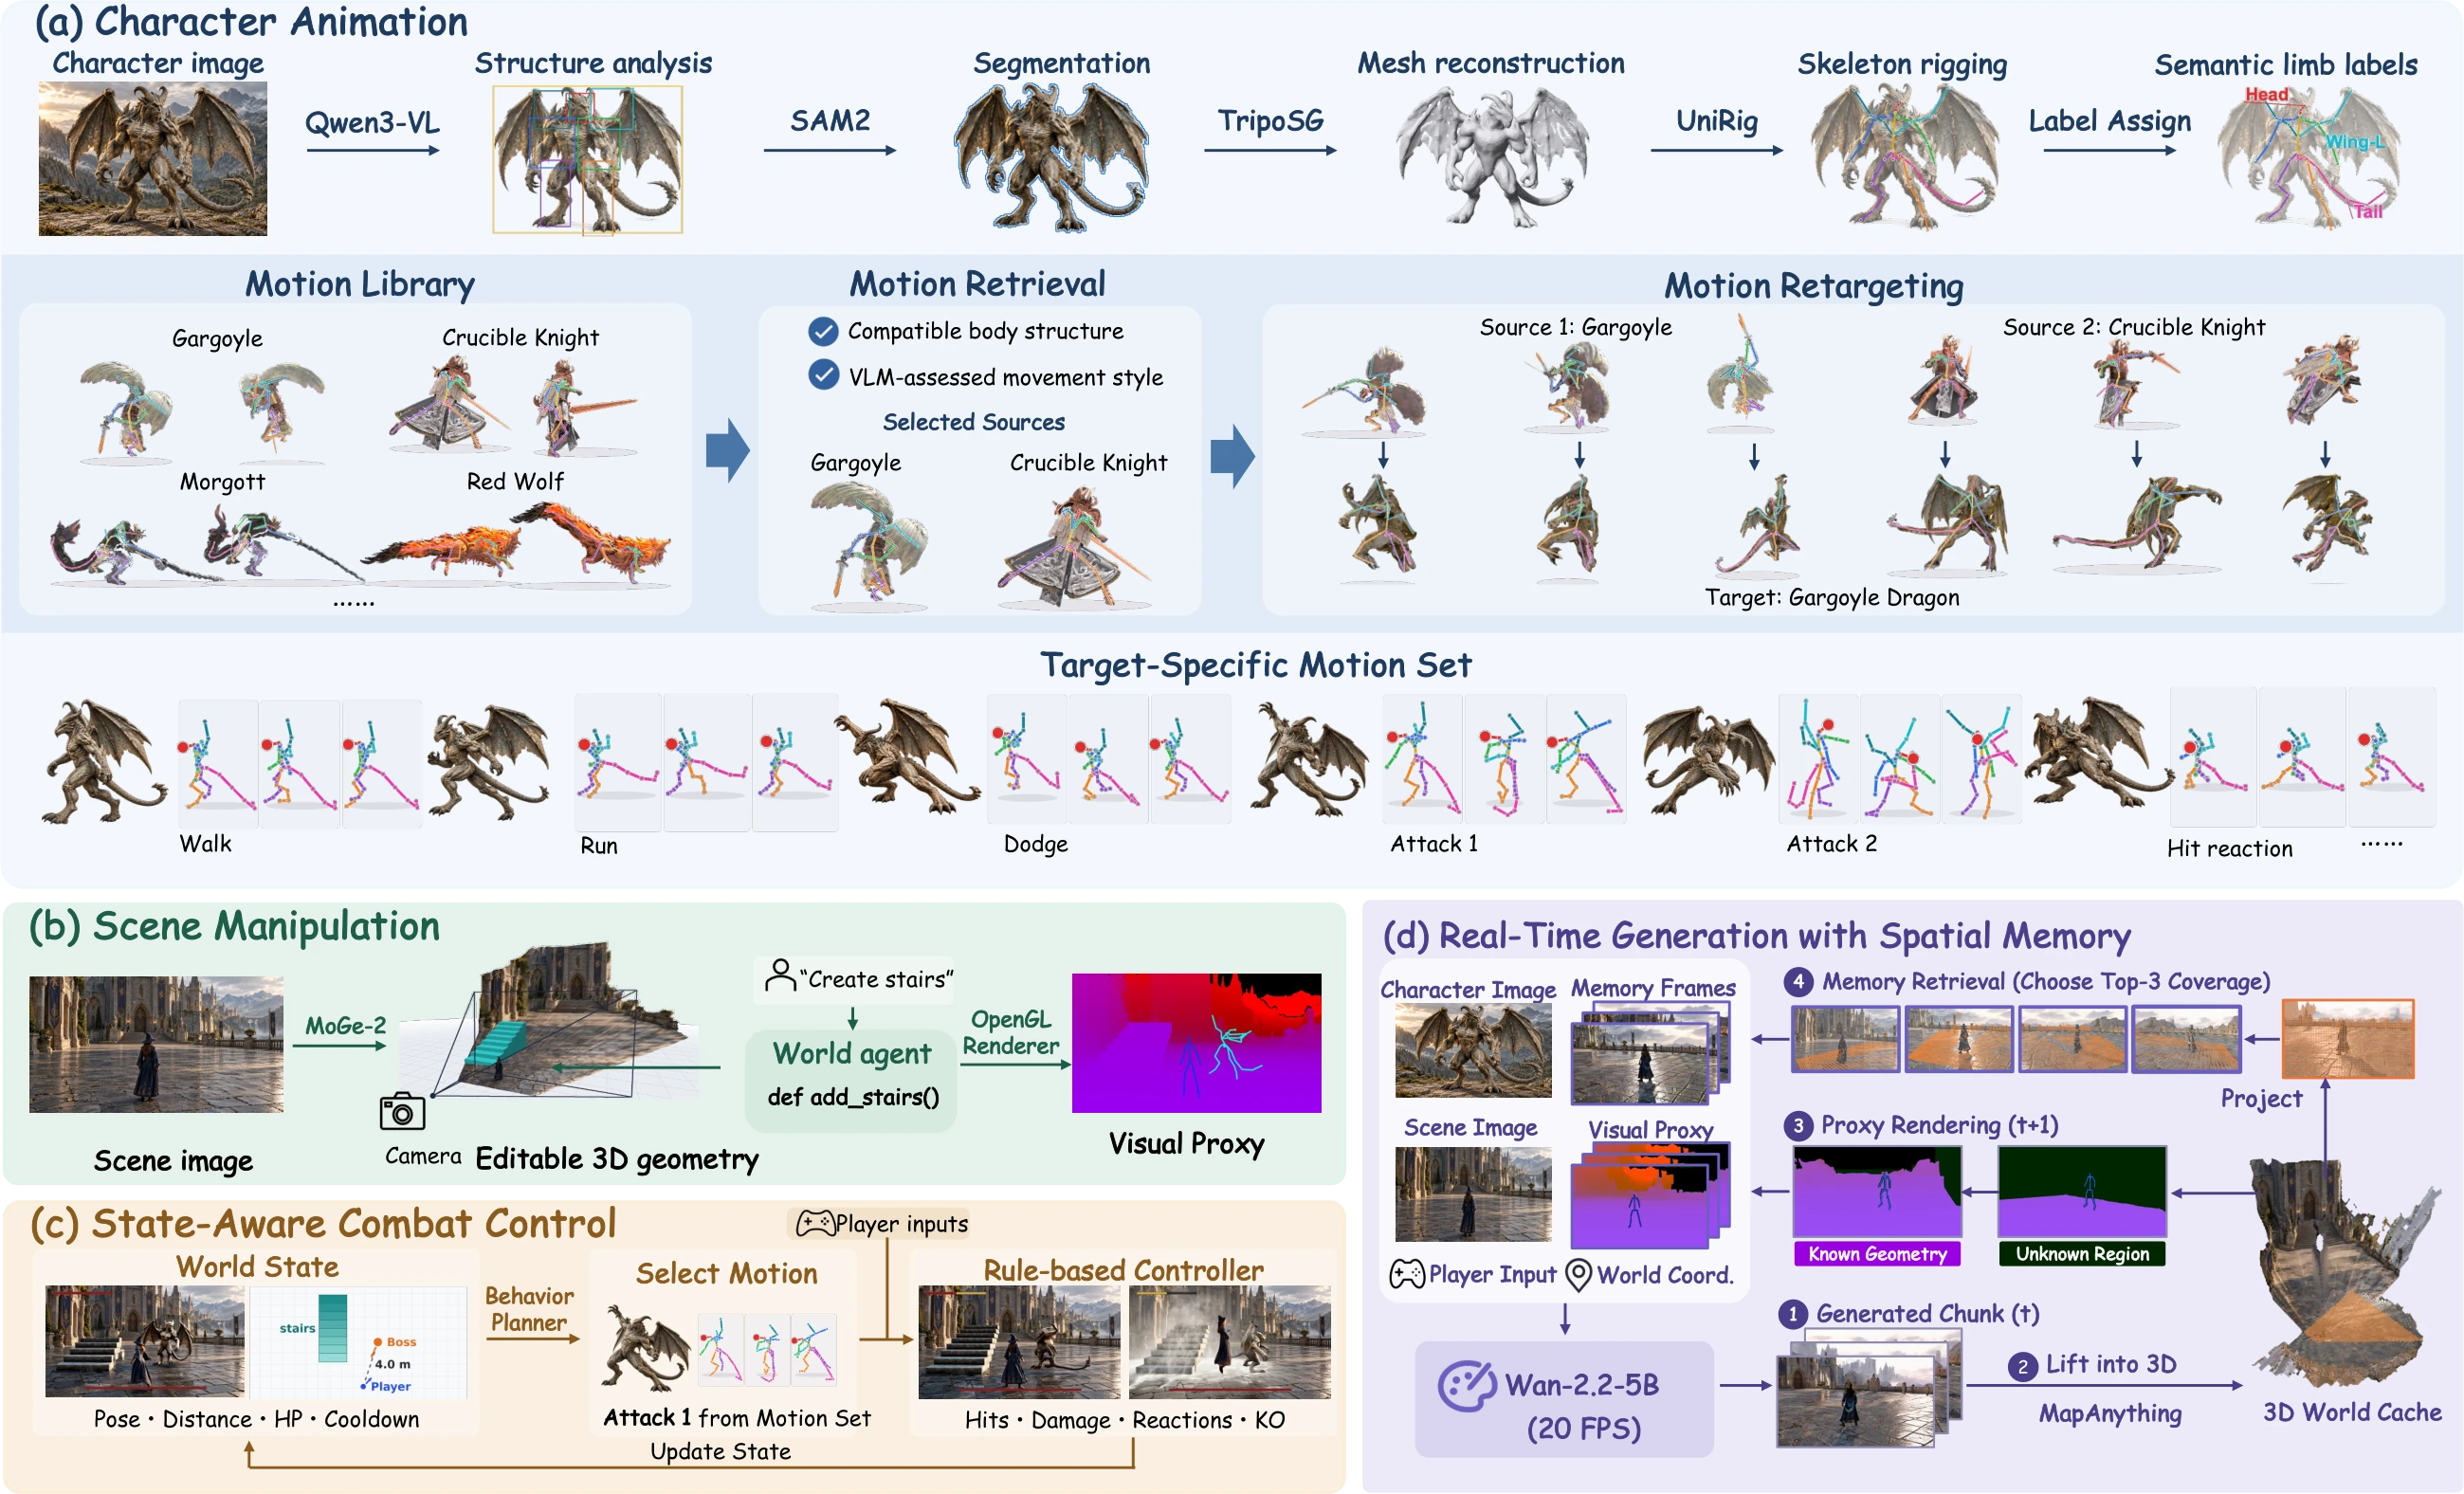 (a) Character Animation
Character image
Structure analysis
Segmentation
Mesh reconstruction
Skeleton rigging
Semantic limb labels
Qwen3-VL
SAM2
TripoSG
UniRig
Label Assign
Head
Wing-L
Tail
Motion Library
Gargoyle
Crucible Knight
Morgott
Red Wolf
......
Motion Retrieval
Compatible body structure
VLM-assessed movement style
Selected Sources
Gargoyle
Crucible Knight
Motion Retargeting
Source 1: Gargoyle
Source 2: Crucible Knight
Target: Gargoyle Dragon
Target-Specific Motion Set
Walk
Run
Dodge
Attack 1
Attack 2
Hit reaction
......
(b) Scene Manipulation
MoGe-2
"Create stairs"
World agent
def add_stairs()
OpenGL
Renderer
Scene image
Camera
Editable 3D geometry
Visual Proxy
(c) State-Aware Combat Control
Player inputs
World State
stairs
Boss
4.0 m
Player
Pose • Distance • HP • Cooldown
Behavior
Planner
Select Motion
Attack 1 from Motion Set
Rule-based Controller
Hits • Damage • Reactions • KO
Update State
(d) Real-Time Generation with Spatial Memory
Character Image
Memory Frames
Scene Image
Visual Proxy
Player Input
World Coord.
4 Memory Retrieval (Choose Top-3 Coverage)
Project
3 Proxy Rendering (t+1)
Known Geometry
Unknown Region
1 Generated Chunk (t)
2 Lift into 3D
MapAnything
3D World Cache
Wan-2.2-5B
(20 FPS)